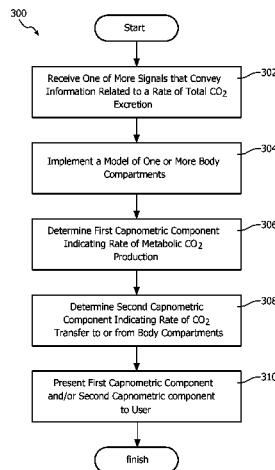 300
Start
Receive One of More Signals that Convey
Information Related to a Rate of Total CO₂
Excretion
302
Implement a Model of One or More Body
Compartments
304
Determine First Capnometric Component
Indicating Rate of Metabolic CO₂
Production
306
Determine Second Capnometric
Component Indicating Rate of CO₂
Transfer to or from Body Compartments
308
Present First Capnometric Component
and/or Second Capnometric component
to User
310
finish